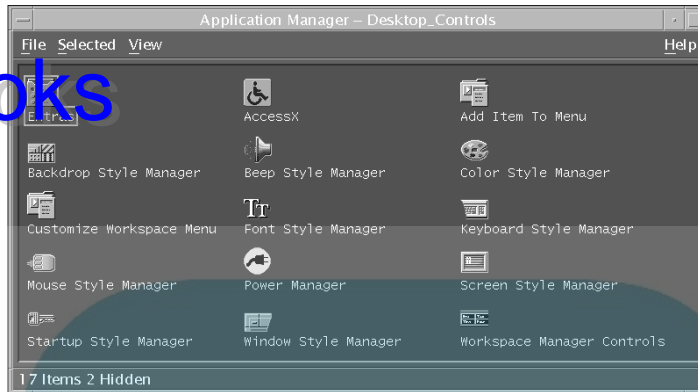 Application Manager – Desktop_Controls
File Selected View Help
oks
Extras AccessX Add Item To Menu
Backdrop Style Manager Beep Style Manager Color Style Manager
Tr
Customize Workspace Menu Font Style Manager Keyboard Style Manager
Mouse Style Manager Power Manager Screen Style Manager
Startup Style Manager Window Style Manager Workspace Manager Controls
17 Items 2 Hidden